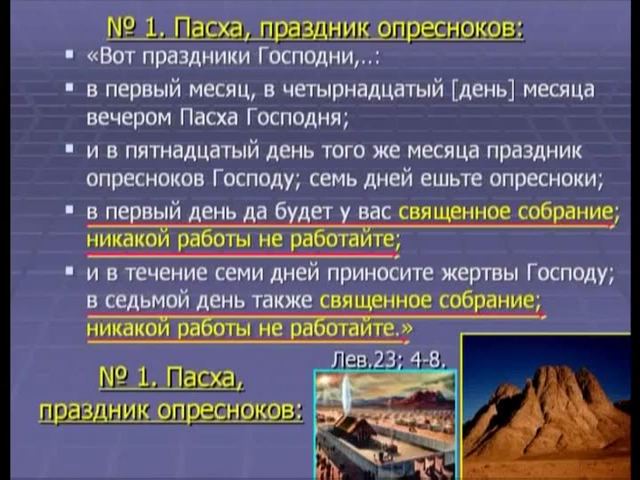 № 1. Пасха, праздник опресноков:
«Вот праздники Господни,..:
в первый месяц, в четырнадцатый [день] месяца
вечером Пасха Господня;
и в пятнадцатый день того же месяца праздник
опресноков Господу; семь дней ешьте опресноки;
в первый день да будет у вас священное собрание;
никакой работы не работайте;
и в течение семи дней приносите жертвы Господу;
в седьмой день также священное собрание;
никакой работы не работайте.»
Лев.23; 4-8.
№ 1. Пасха,
праздник опресноков: